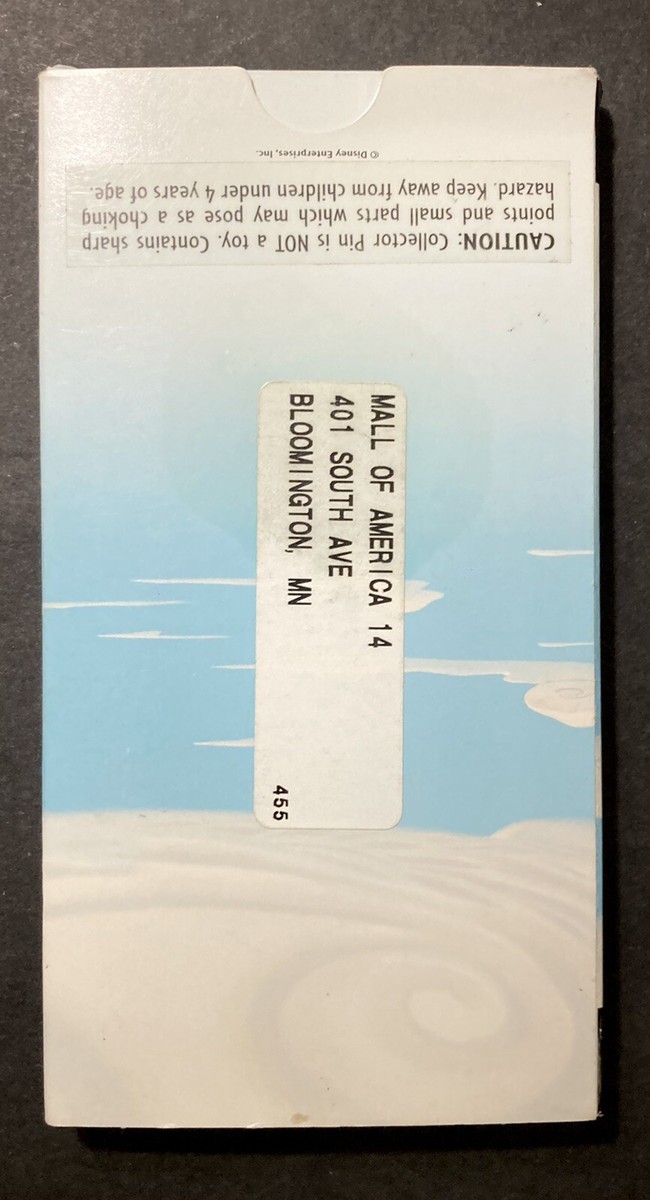 © Disney Enterprises, Inc.
CAUTION: Collector Pin is NOT a toy. Contains sharp
points and small parts which may pose a choking
hazard. Keep away from children under 4 years of age.
MALL OF AMERICA 14
401 SOUTH AVE
BLOOMINGTON, MN
455